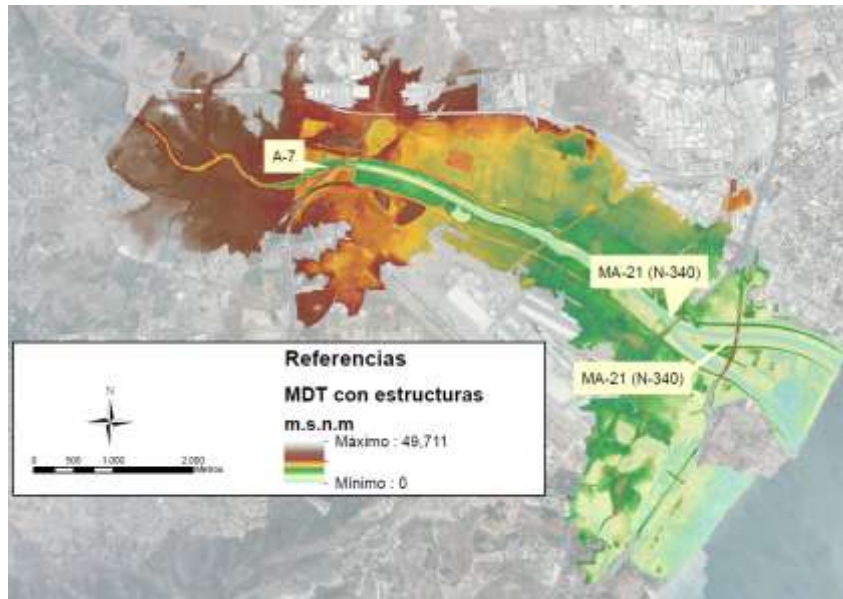 A-7
MA-21 (N-340)
MA-21 (N-340)
Referencias
MDT con estructuras
m.s.n.m
Máximo : 49,711
Mínimo : 0
N
0 500 1.000 2.000
Metros